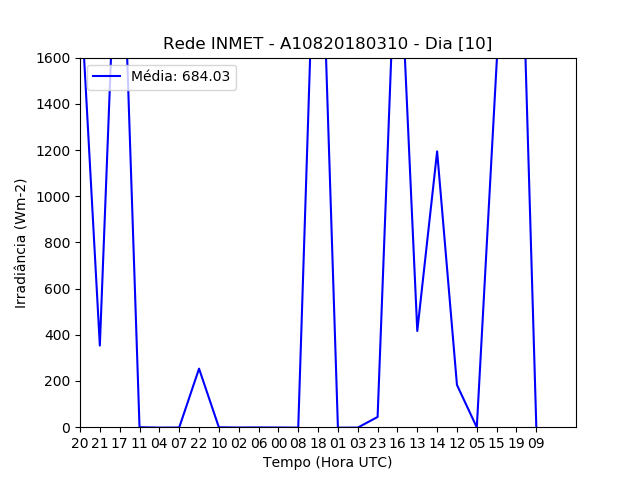 Rede INMET - A10820180310 - Dia [10]
Média: 684.03
1600
1400
1200
1000
800
600
400
200
0
Irradiância (Wm-2)
20 21 17 11 04 07 22 10 02 06 00 08 18 01 03 23 16 13 14 12 05 15 19 09
Tempo (Hora UTC)